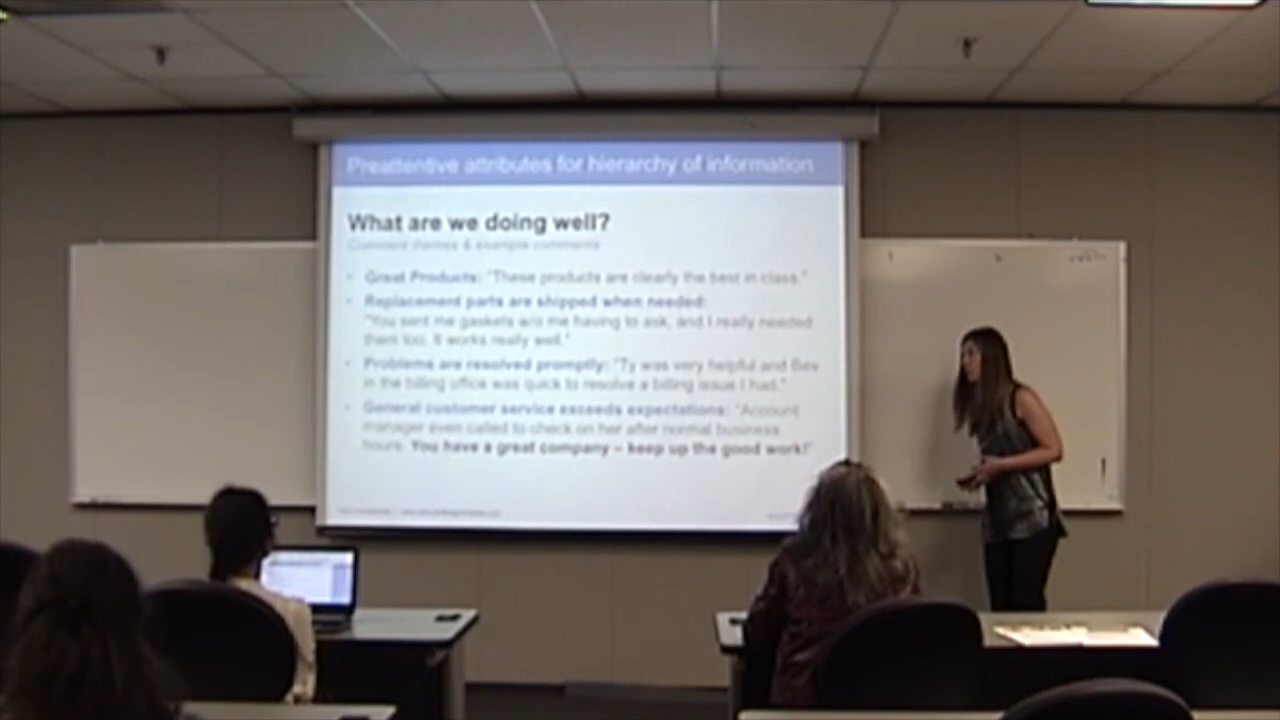 Preattentive attributes for hierarchy of information
What are we doing well?
Comment themes & example comments
• Great Products: "These products are clearly the best in class."
• Replacement parts are shipped when needed:
"You sent me gaskets w/o me having to ask, and I really needed
them too. It works really well."
• Problems are resolved promptly: "Ty was very helpful and Bev
in the billing office was quick to resolve a billing issue I had."
• General customer service exceeds expectations: "Account
manager even called to check on her after normal business
hours. You have a great company – keep up the good work!"